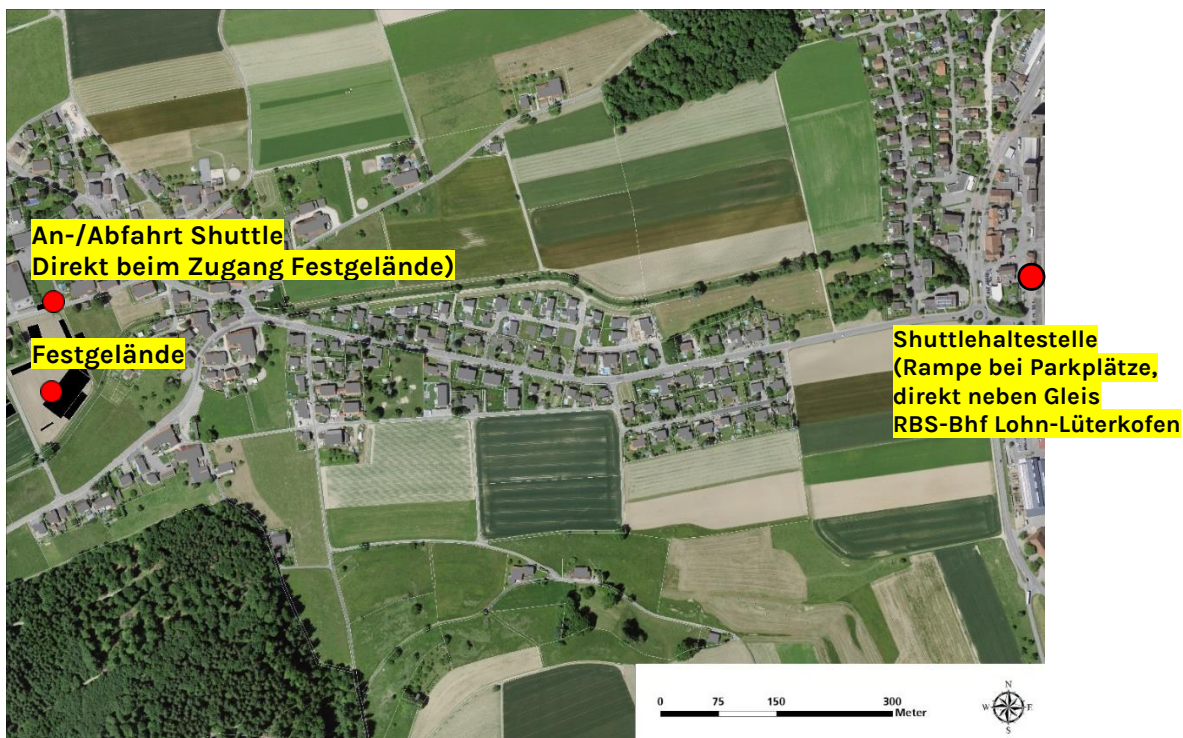 An-/Abfahrt Shuttle
Direkt beim Zugang Festgelände)
Festgelände
Shuttlehaltestelle
(Rampe bei Parkplätze,
direkt neben Gleis
RBS-Bhf Lohn-Lüterkofen
0 75 150 300
Meter
N
W E
S